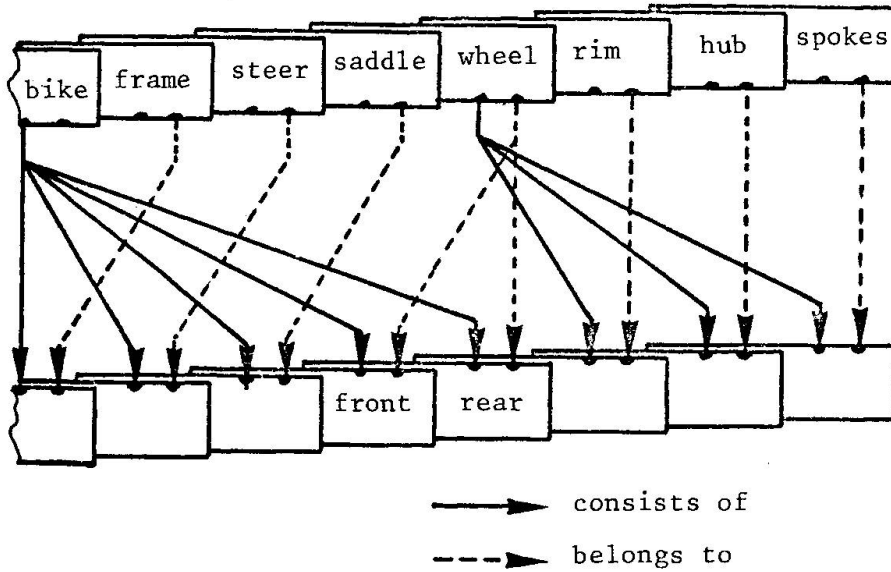 bike
frame
steer
saddle
wheel
rim
hub
spokes
front
rear
consists of
belongs to